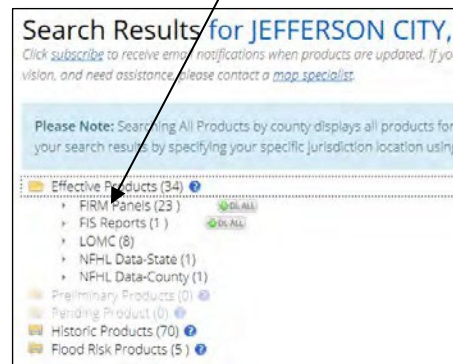 Search Results for JEFFERSON CITY,
Click subscribe to receive email notifications when products are updated. If yo
vision, and need assistance, please contact a map specialist.
Please Note: Searching All Products by county displays all products for
your search results by specifying your specific jurisdiction location using
Effective Products (34)
FIRM Panels (23 ) DL ALL
FIS Reports (1 ) DL ALL
LOMC (8)
NFHL Data-State (1)
NFHL Data-County (1)
Preliminary Products (0)
Pending Product (0)
Historic Products (70)
Flood Risk Products (5 )